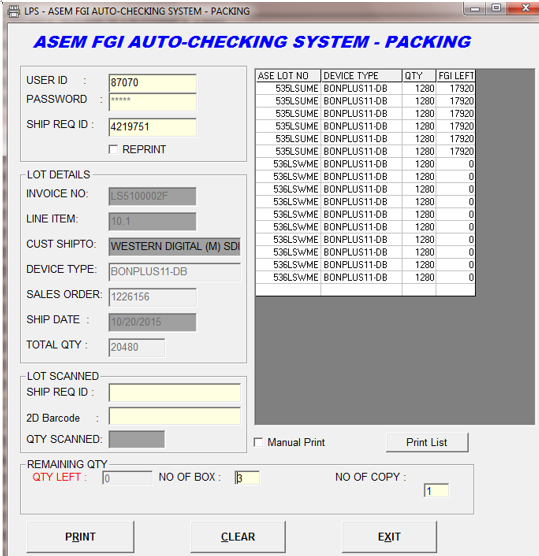 LPS - ASEM FGI AUTO-CHECKING SYSTEM - PACKING
ASEM FGI AUTO-CHECKING SYSTEM - PACKING
USER ID : 87070
PASSWORD : *****
SHIP REQ ID : 4219751
REPRINT
LOT DETAILS
INVOICE NO: LS5100002F
LINE ITEM: 10.1
CUST SHIPTO: WESTERN DIGITAL (M) SDI
DEVICE TYPE: BONPLUS11-DB
SALES ORDER: 1226156
SHIP DATE : 10/20/2015
TOTAL QTY : 20480
LOT SCANNED
SHIP REQ ID :
2D Barcode :
QTY SCANNED:
ASE LOT NO DEVICE TYPE QTY FGI LEFT
535LSUME BONPLUS11-DB 1280 17920
535LSUME BONPLUS11-DB 1280 17920
535LSUME BONPLUS11-DB 1280 17920
535LSUME BONPLUS11-DB 1280 17920
535LSUME BONPLUS11-DB 1280 17920
535LSUME BONPLUS11-DB 1280 17920
536LSWME BONPLUS11-DB 1280 0
536LSWME BONPLUS11-DB 1280 0
536LSWME BONPLUS11-DB 1280 0
536LSWME BONPLUS11-DB 1280 0
536LSWME BONPLUS11-DB 1280 0
536LSWME BONPLUS11-DB 1280 0
536LSWME BONPLUS11-DB 1280 0
536LSWME BONPLUS11-DB 1280 0
536LSWME BONPLUS11-DB 1280 0
536LSWME BONPLUS11-DB 1280 0
Manual Print Print List
REMAINING QTY
QTY LEFT : 0 NO OF BOX : 3 NO OF COPY : 1
PRINT CLEAR EXIT